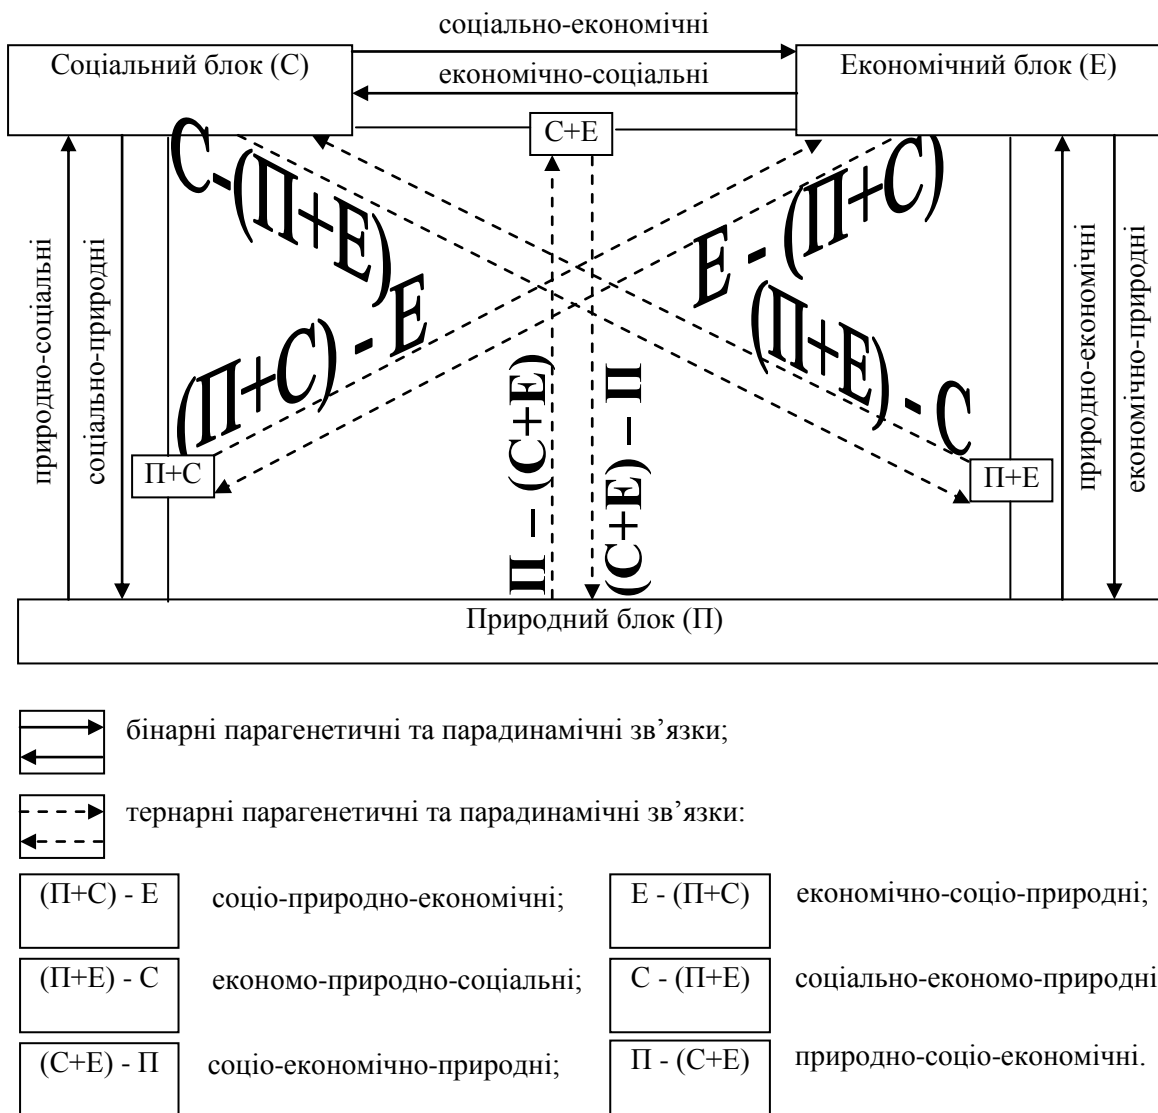 соціально-економічні
Соціальний блок (С)
економічно-соціальні
Економічний блок (Е)
С+Е
С-(П+Е)
Е - (П+С)
(П+С) - Е
(П+Е) - С
природно-соціальні
соціально-природні
П – (С+Е)
(С+Е) – П
природно-економічні
економічно-природні
П+С
П+Е
Природний блок (П)
бінарні парагенетичні та парадинамічні зв’язки;
тернарні парагенетичні та парадинамічні зв’язки:
(П+С) - Е соціо-природно-економічні; Е - (П+С) економічно-соціо-природні;
(П+Е) - С економо-природно-соціальні; С - (П+Е) соціально-економо-природні
(С+Е) - П соціо-економічно-природні; П - (С+Е) природно-соціо-економічні.